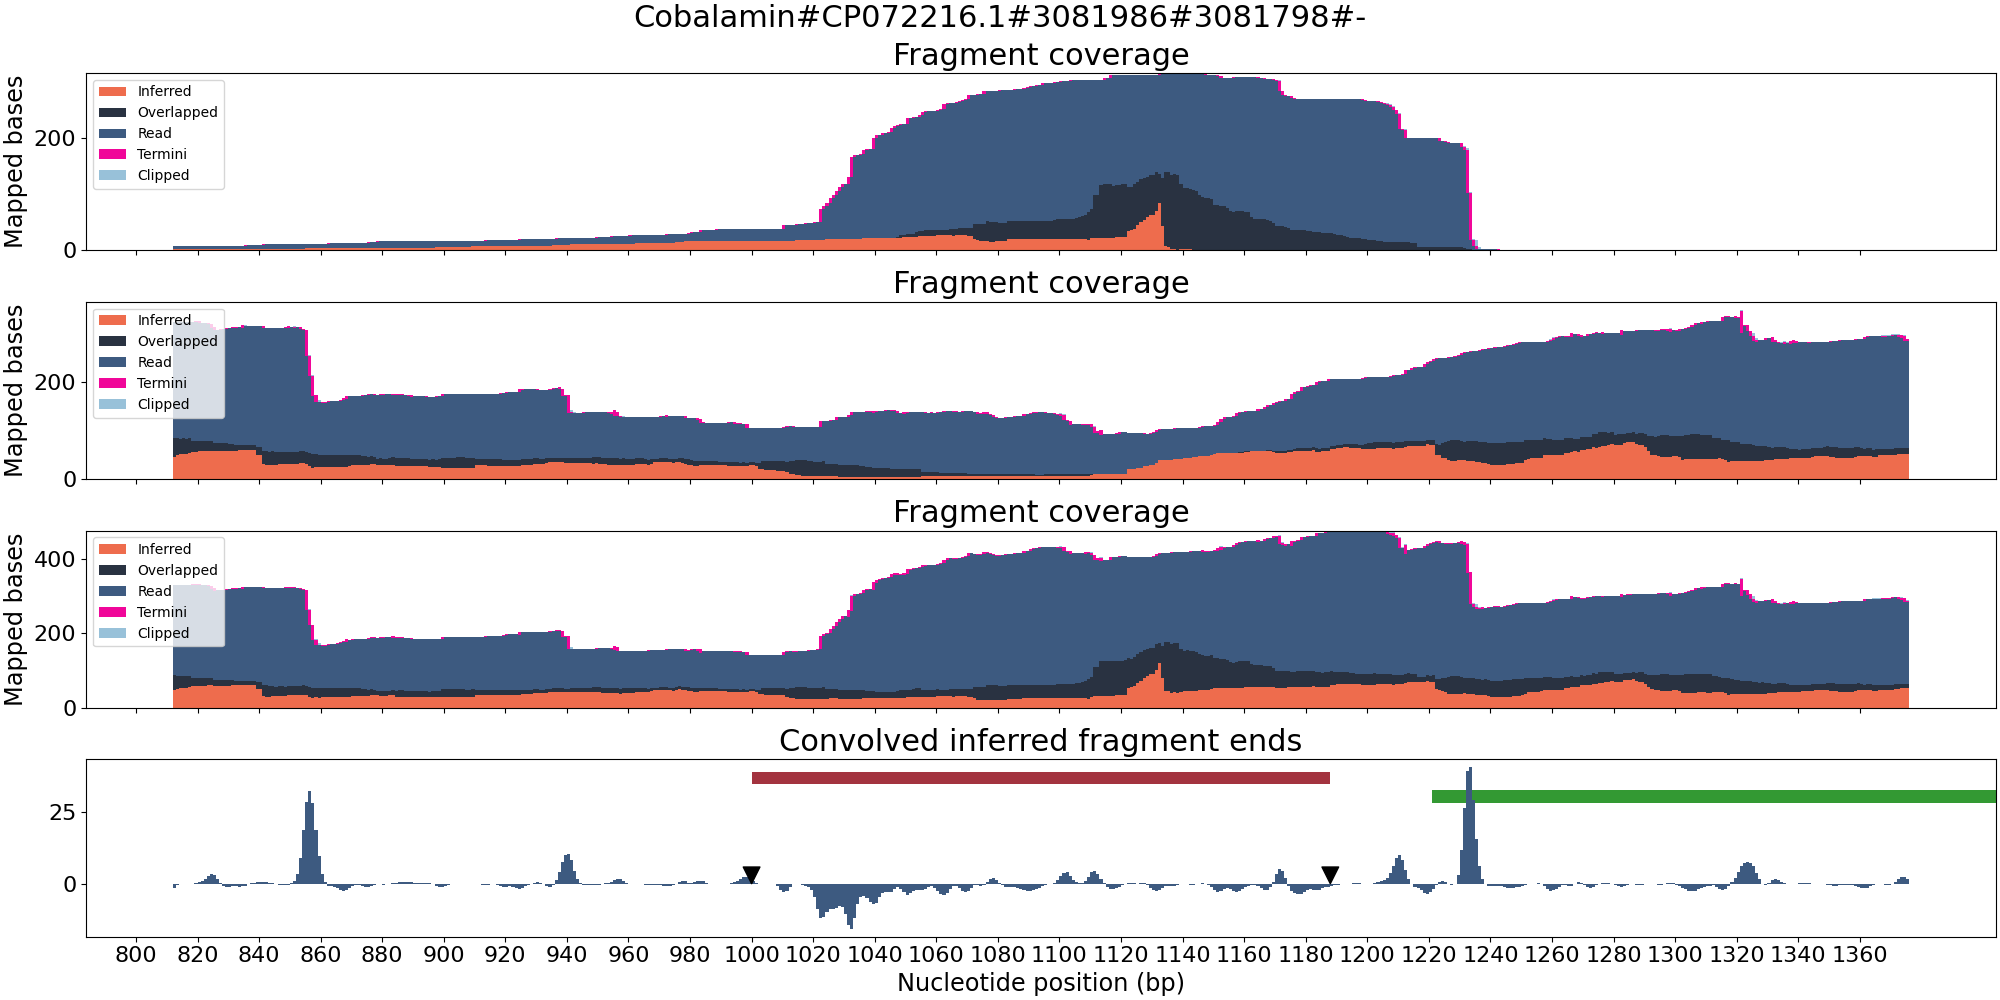 Cobalamin#CP072216.1#3081986#3081798#-
Fragment coverage
Mapped bases
200
0
Inferred
Overlapped
Read
Termini
Clipped
Fragment coverage
Mapped bases
200
0
Inferred
Overlapped
Read
Termini
Clipped
Fragment coverage
Mapped bases
400
200
0
Inferred
Overlapped
Read
Termini
Clipped
Convolved inferred fragment ends
25
0
800 820 840 860 880 900 920 940 960 980 1000 1020 1040 1060 1080 1100 1120 1140 1160 1180 1200 1220 1240 1260 1280 1300 1320 1340 1360
Nucleotide position (bp)